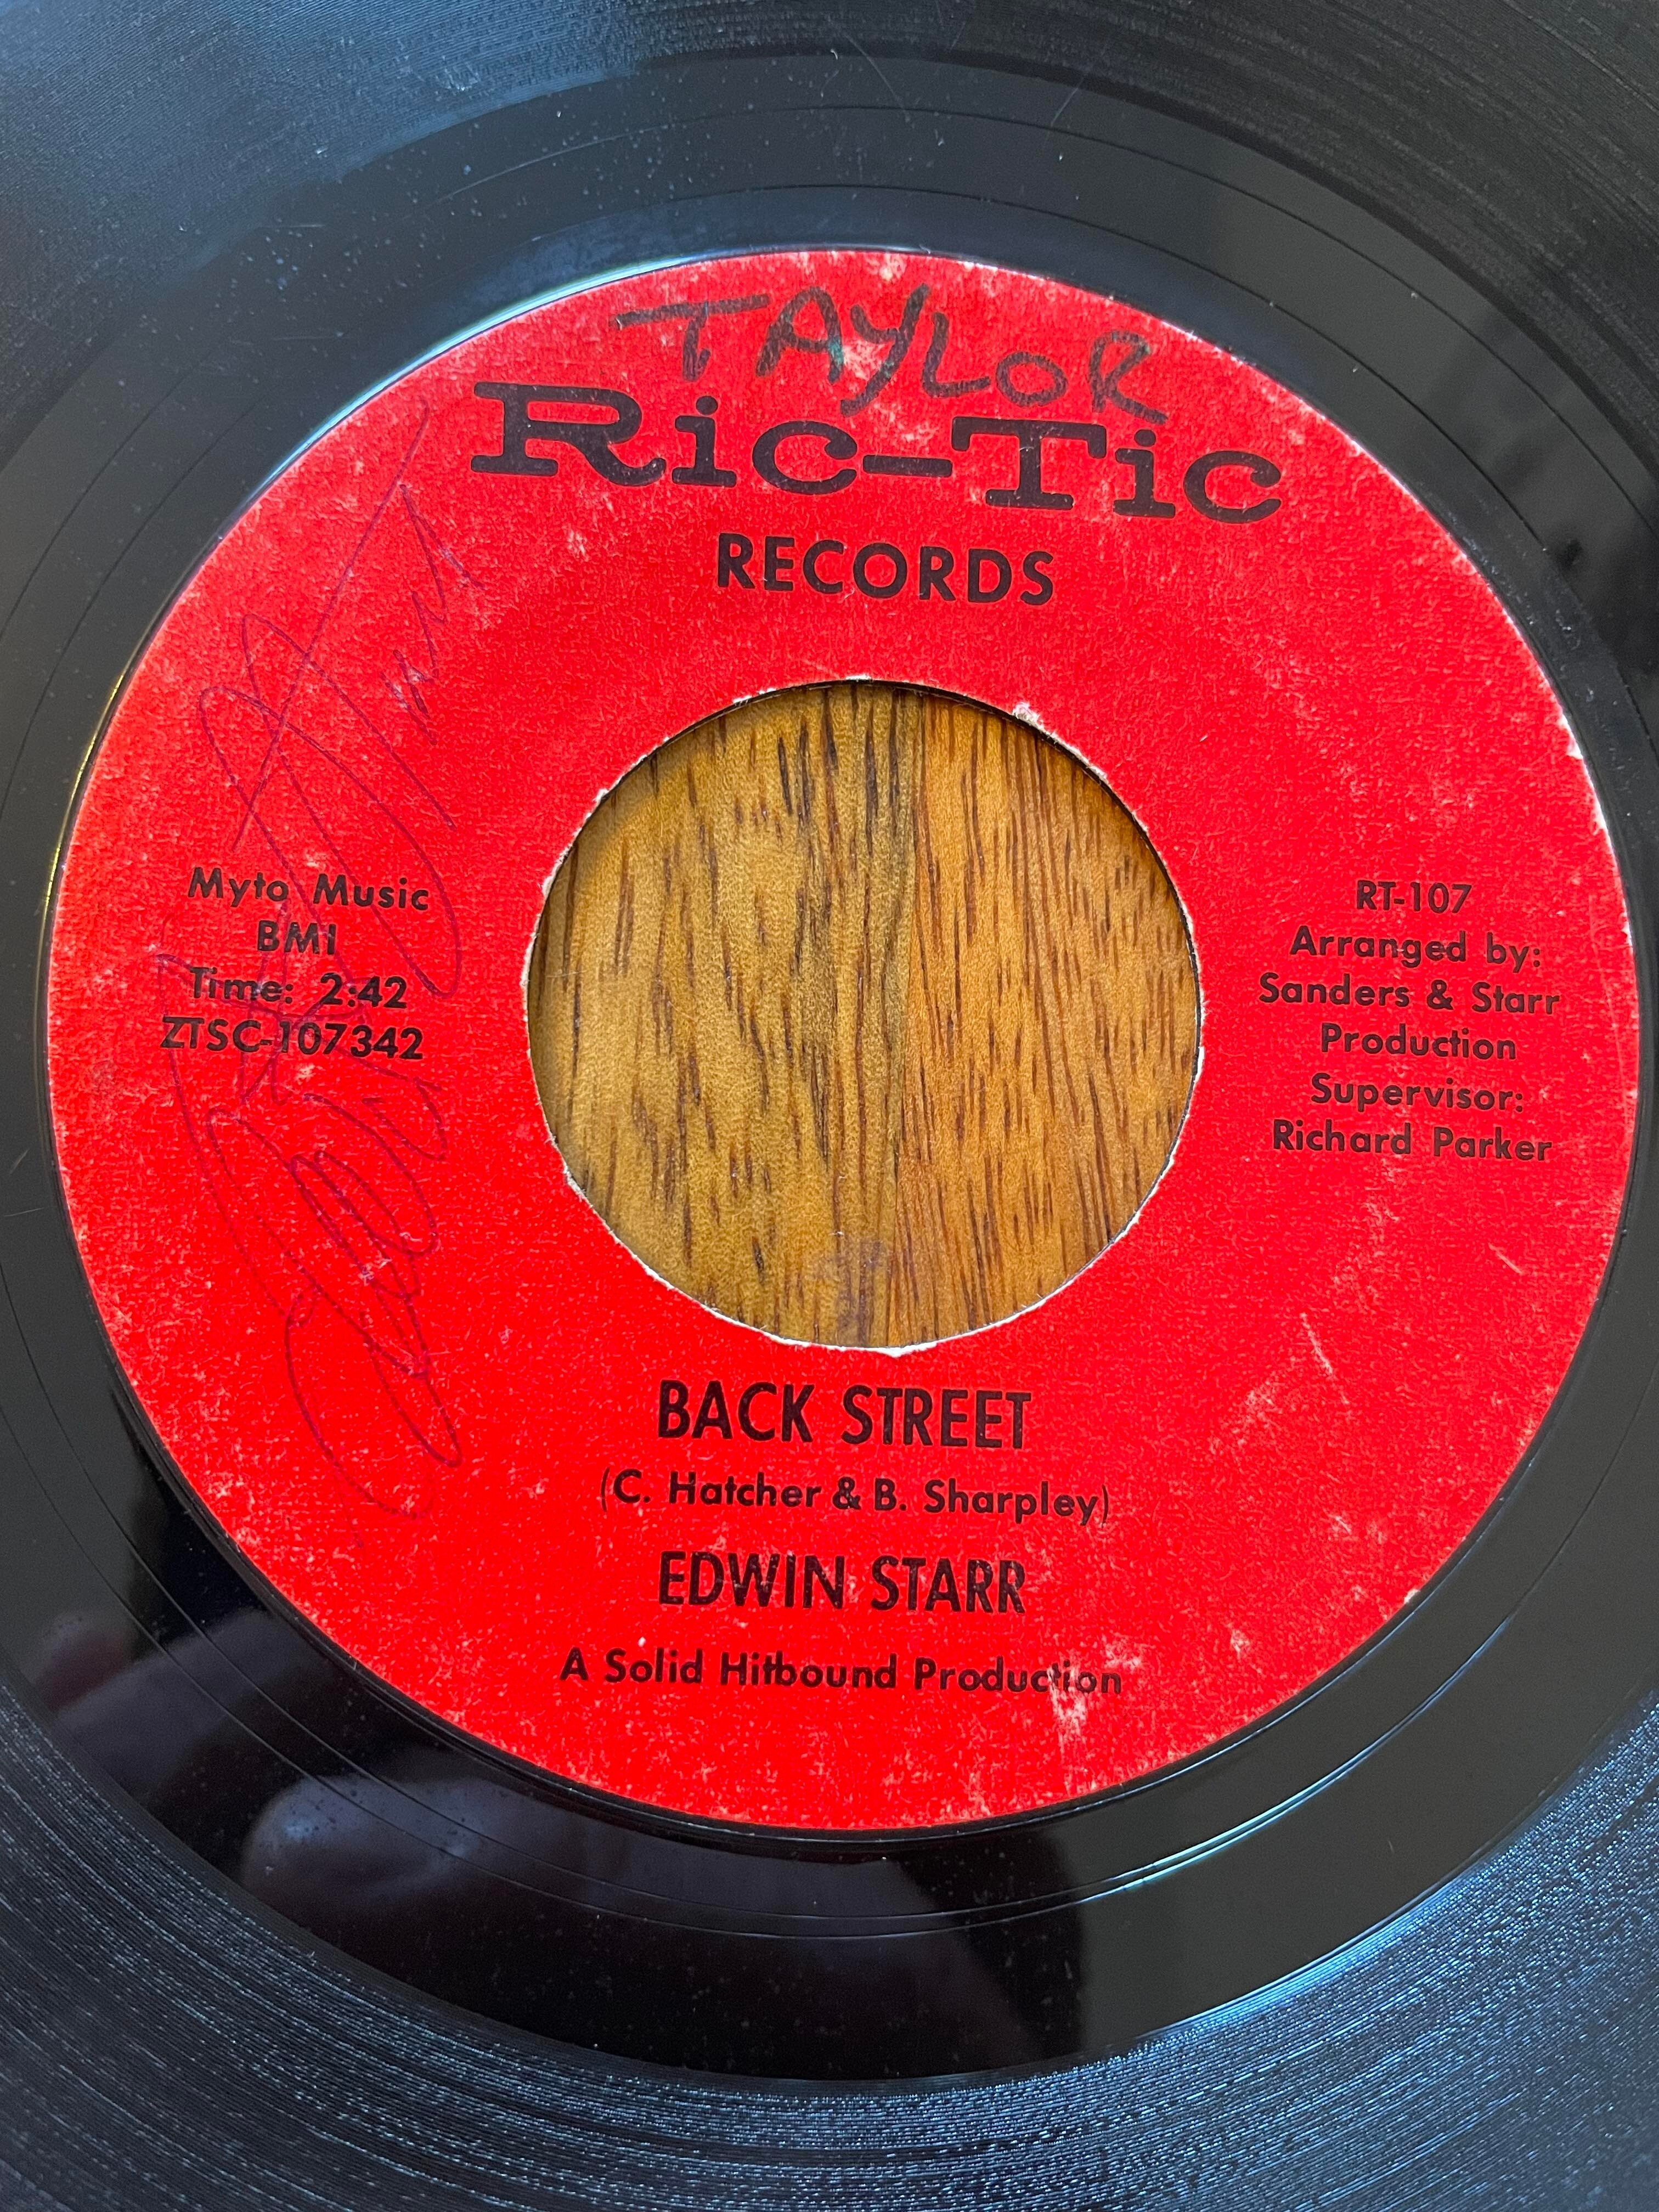 TAYLOR
Ric-Tic
RECORDS
Myto Music
BMI
Time: 2:42
ZTSC-107342
RT-107
Arranged by:
Sanders & Starr
Production
Supervisor:
Richard Parker
BACK STREET
(C. Hatcher & B. Sharpley)
EDWIN STARR
A Solid Hitbound Production